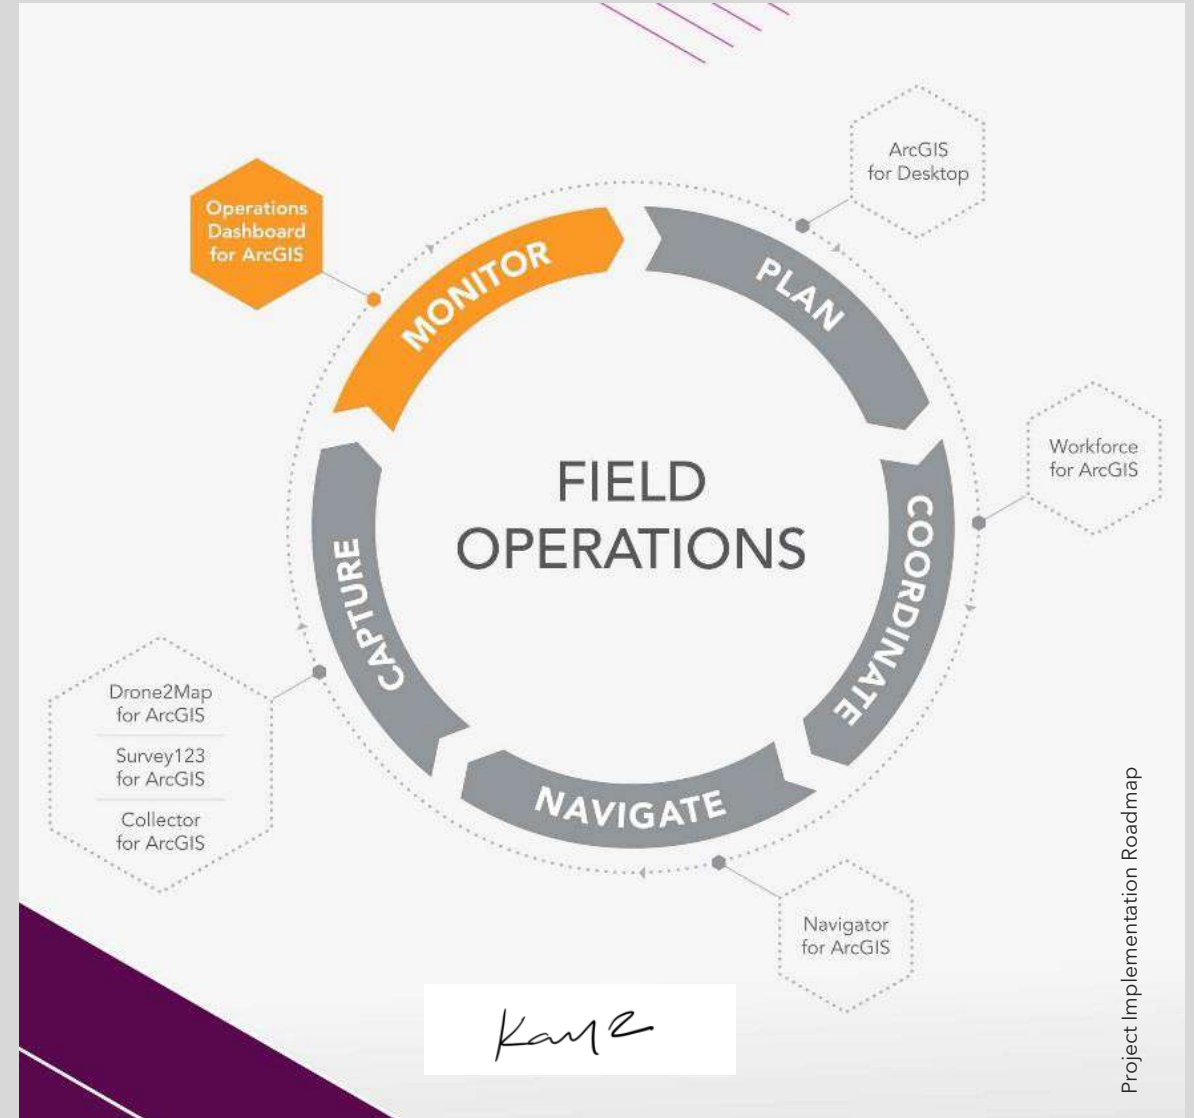 ArcGIS
for Desktop
Operations
Dashboard
for ArcGIS
MONITOR
PLAN
Workforce
for ArcGIS
FIELD
OPERATIONS
COORDINATE
CAPTURE
Drone2Map
for ArcGIS
Survey123
for ArcGIS
Collector
for ArcGIS
NAVIGATE
Navigator
for ArcGIS
Project Implementation Roadmap